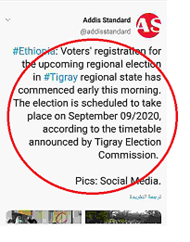 Addis Standard
@addisstandard
#Ethiopia: Voters' registration for
the upcoming regional election
in #Tigray regional state has
commenced early this morning.
The election is scheduled to take
place on September 09/2020,
according to the timetable
announced by Tigray Election
Commission.
Pics: Social Media.
ترجمة التغريدة